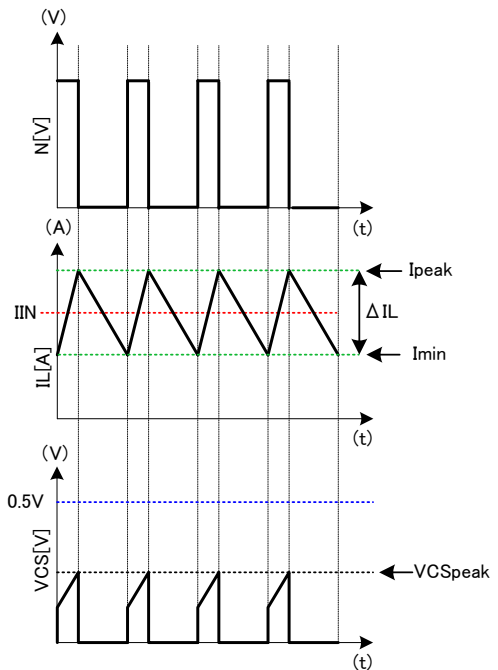 (V)
N[V]
(t)
(A)
Ipeak
IIN
ΔIL
Imin
IL[A]
(t)
(V)
0.5V
VCS[V]
VCSpeak
(t)